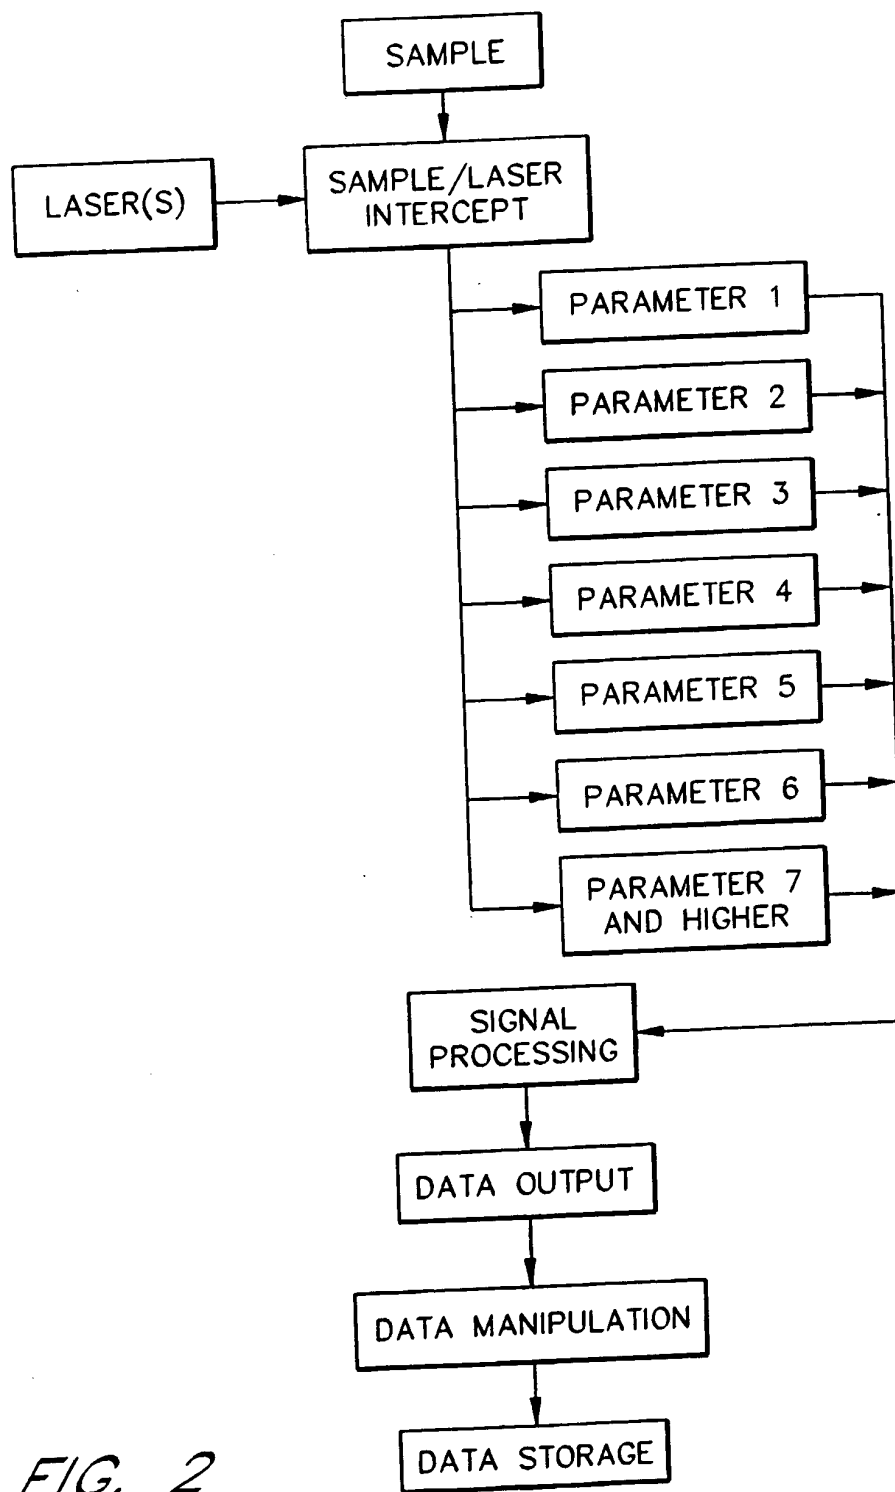 SAMPLE
LASER(S)
SAMPLE/LASER
INTERCEPT
PARAMETER 1
PARAMETER 2
PARAMETER 3
PARAMETER 4
PARAMETER 5
PARAMETER 6
PARAMETER 7
AND HIGHER
SIGNAL
PROCESSING
DATA OUTPUT
DATA MANIPULATION
DATA STORAGE
FIG. 2